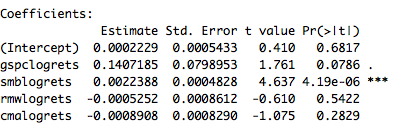 Coefficients:
Estimate Std. Error t value Pr(>|t|)
(Intercept) 0.0002229 0.0005433 0.410 0.6817
gspclogrets 0.1407185 0.0798953 1.761 0.0786 .
smblogrets 0.0022388 0.0004828 4.637 4.19e-06 ***
rmwlogrets -0.0005252 0.0008612 -0.610 0.5422
cmalogrets -0.0008908 0.0008290 -1.075 0.2829